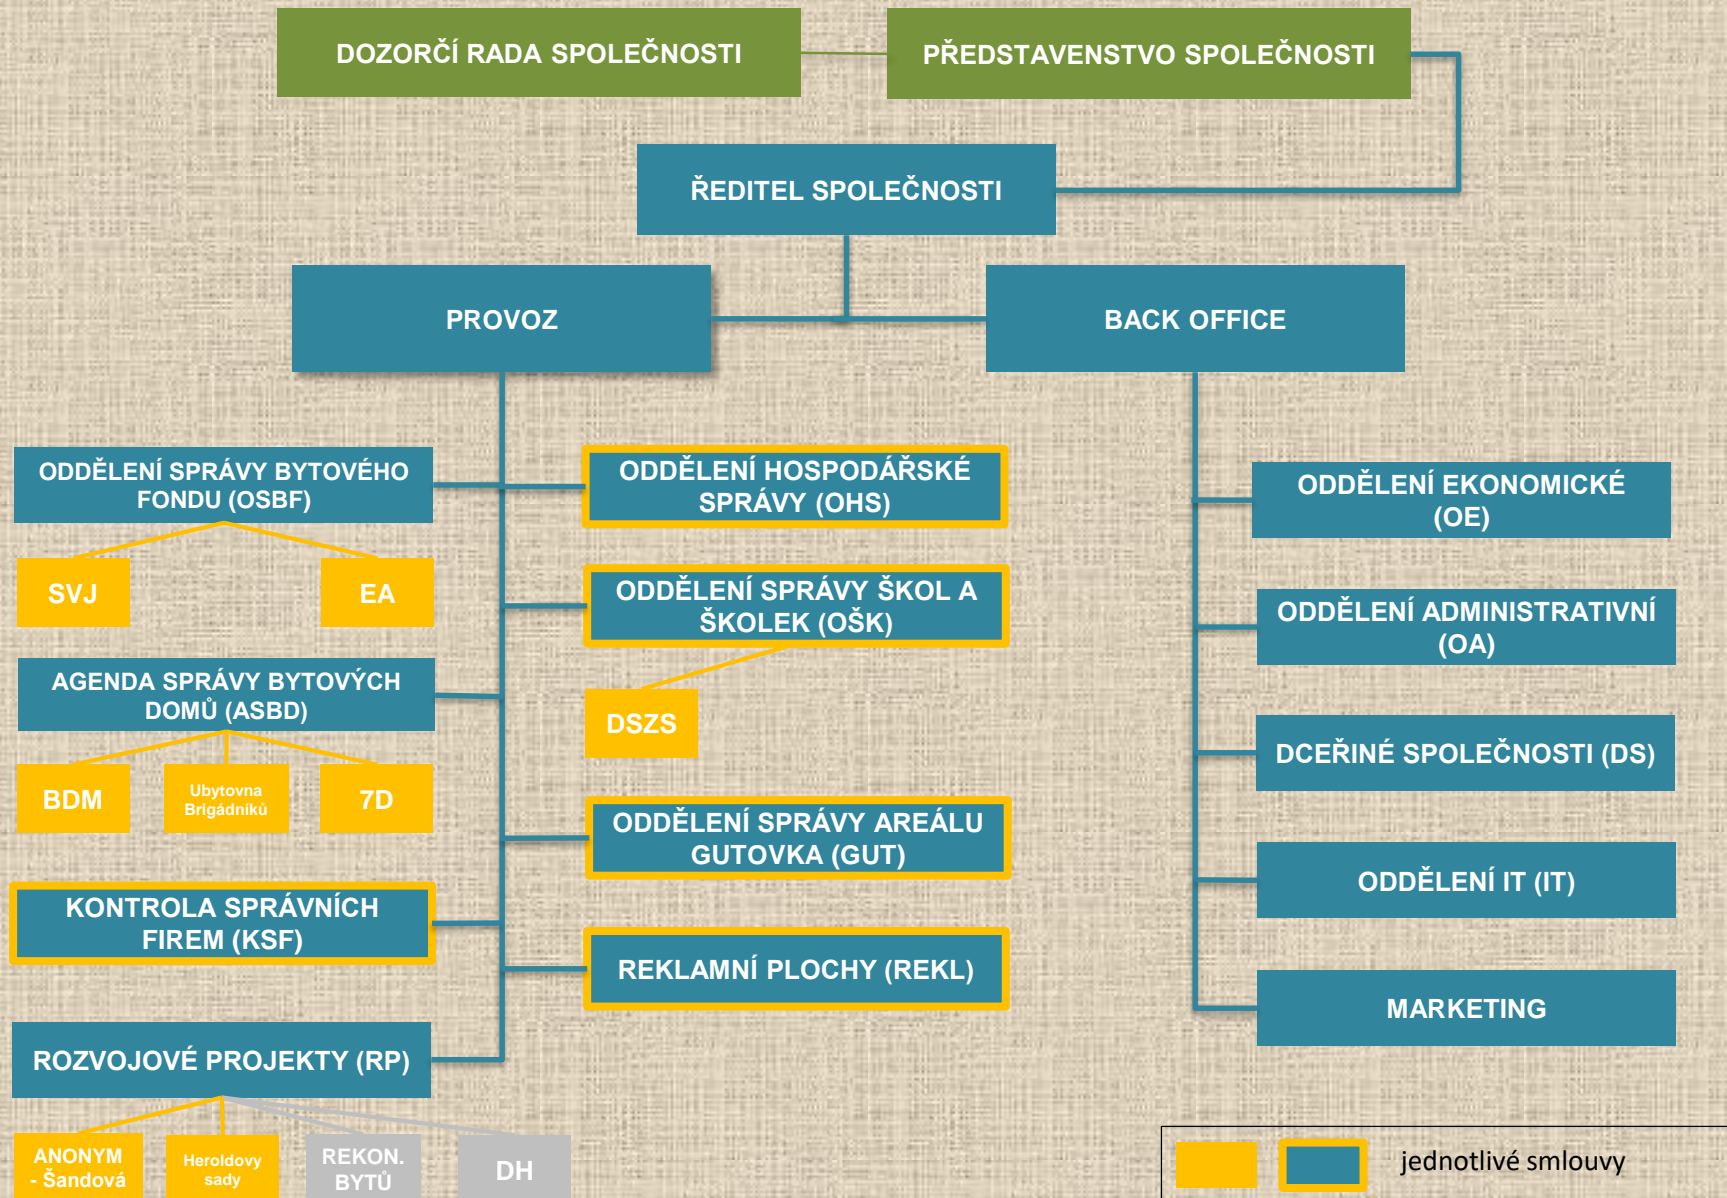 DOZORČÍ RADA SPOLEČNOSTI
PŘEDSTAVENSTVO SPOLEČNOSTI
ŘEDITEL SPOLEČNOSTI
PROVOZ
BACK OFFICE
ODDĚLENÍ SPRÁVY BYTOVÉHO
FONDU (OSBF)
SVJ
EA
AGENDA SPRÁVY BYTOVÝCH
DOMŮ (ASBD)
BDM
Ubytovna
Brigádníků
7D
KONTROLA SPRÁVNÍCH
FIREM (KSF)
ROZVOJOVÉ PROJEKTY (RP)
ANONYM
- Šandová
Heroldovy
sady
REKON.
BYTŮ
DH
ODDĚLENÍ HOSPODÁŘSKÉ
SPRÁVY (OHS)
ODDĚLENÍ SPRÁVY ŠKOL A
ŠKOLEK (OŠK)
DSZS
ODDĚLENÍ SPRÁVY AREÁLU
GUTOVKA (GUT)
REKLAMNÍ PLOCHY (REKL)
ODDĚLENÍ EKONOMICKÉ
(OE)
ODDĚLENÍ ADMINISTRATIVNÍ
(OA)
DCEŘINÉ SPOLEČNOSTI (DS)
ODDĚLENÍ IT (IT)
MARKETING
jednotlivé smlouvy